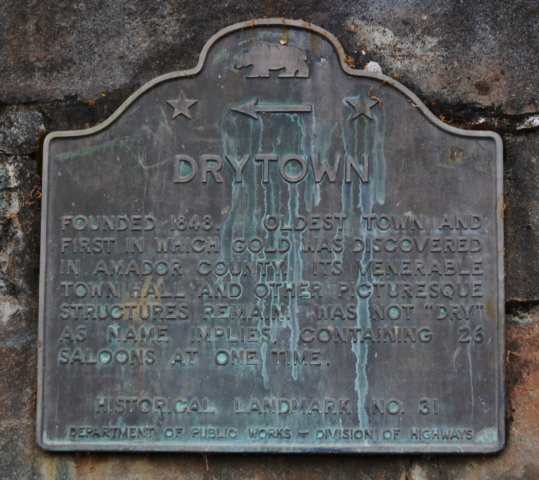 DRYTOWN
FOUNDED 1848. OLDEST TOWN AND
FIRST IN WHICH GOLD WAS DISCOVERED
IN AMADOR COUNTY. ITS VENERABLE
TOWN HALL AND OTHER PICTURESQUE
STRUCTURES REMAIN. WAS NOT "DRY"
AS NAME IMPLIES, CONTAINING 26
SALOONS AT ONE TIME.
HISTORICAL LANDMARK NO. 31
DEPARTMENT OF PUBLIC WORKS – DIVISION OF HIGHWAYS